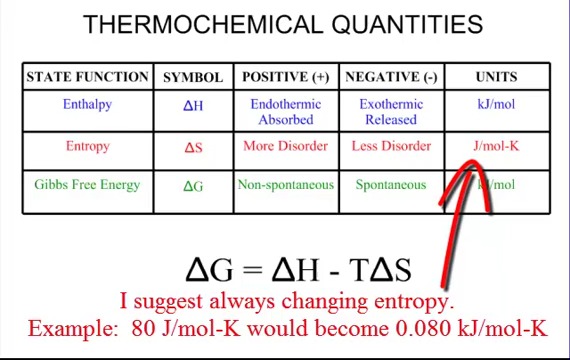 THERMOCHEMICAL QUANTITIES
STATE FUNCTION SYMBOL POSITIVE (+) NEGATIVE (-) UNITS
Enthalpy ΔH Endothermic Absorbed Exothermic Released kJ/mol
Entropy ΔS More Disorder Less Disorder J/mol-K
Gibbs Free Energy ΔG Non-spontaneous Spontaneous kJ/mol
ΔG = ΔH - TΔS
I suggest always changing entropy.
Example: 80 J/mol-K would become 0.080 kJ/mol-K